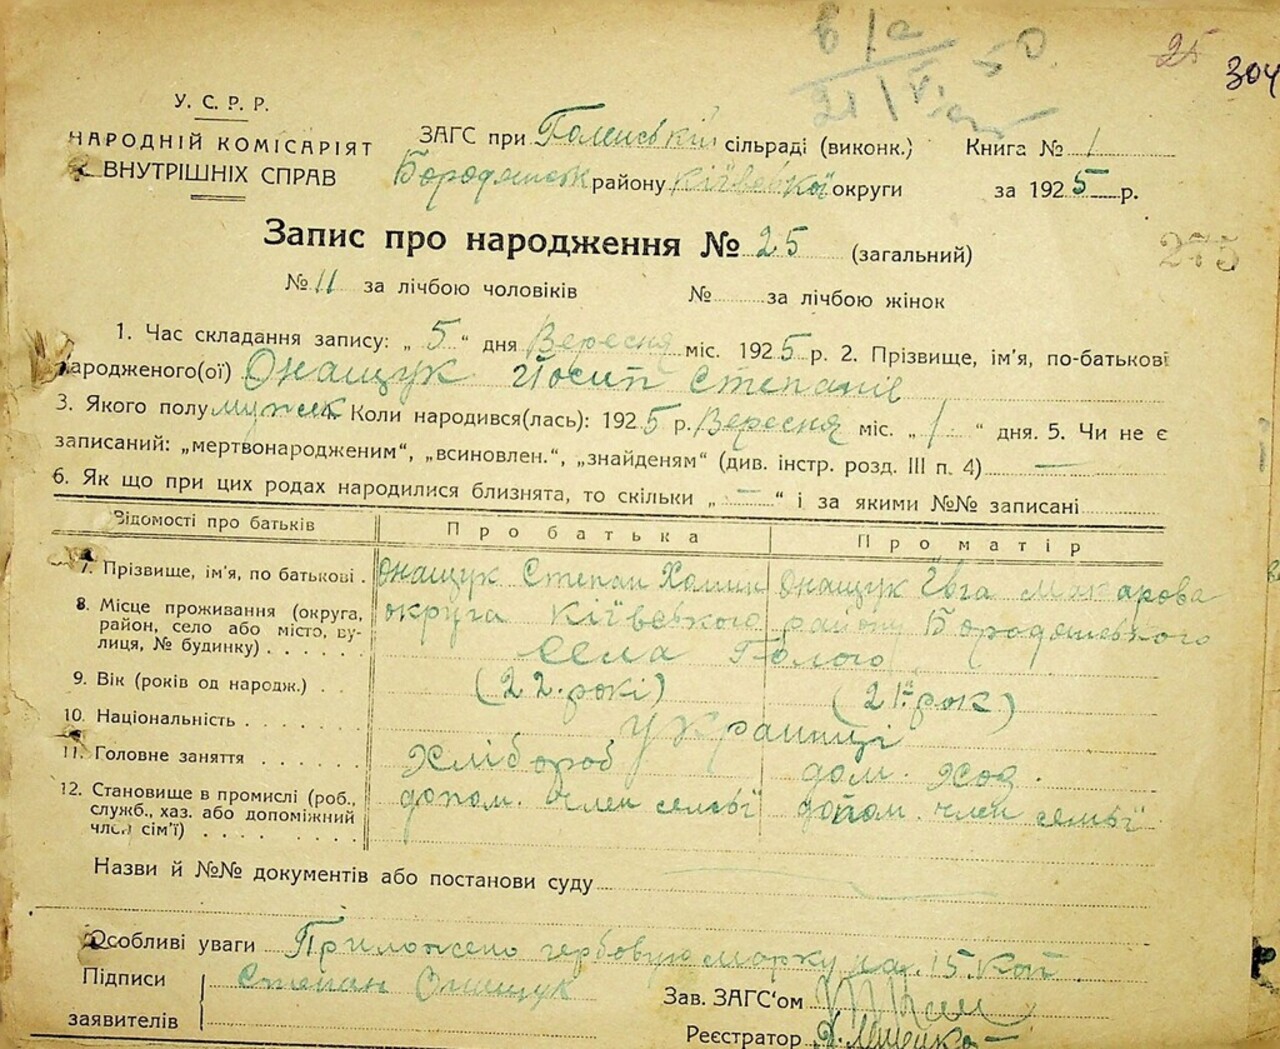 25
304
У. С. Р. Р.
НАРОДНІЙ КОМІСАРІЯТ
ВНУТРІШНІХ СПРАВ
ЗАГС при сільраді (виконк.) Книга № 1
району Київської округи за 1925 р.
Запис про народження № 25 (загальний)
275
№ 11 за лічбою чоловіків № за лічбою жінок
1. Час складання запису: „ 5 “ дня Вересня міс. 1925 р. 2. Прізвище, ім'я, по-батькові
народженого(ої) Онащук Йосип Степанів
3. Якого полу мужеск 4. Коли народився(лась): 1925 р. Вересня міс. „ 1 “ дня. 5. Чи не є
записаний: „мертвонародженим“, „всиновлен.“, „знайденям“ (див. інстр. розд. III п. 4) —
6. Як що при цих родах народилися близнята, то скільки „ — “ і за якими №№ записані
Відомості про батьків Про батька Про матір
7. Прізвище, ім'я, по батькові . Онащук Степан Онащук Євга Макарова
8. Місце проживання (округа, район, село або місто, вулиця, № будинку) . . . . . . округа Київського району Бородянського
села
9. Вік (років од народж.) . . (22 рокі) (21 рок)
10. Національність . . . . . . Українці
11. Головне заняття . . . . . . Хлібороб дом. хоз.
12. Становище в промислі (роб., служб., хаз. або допоміжний член сім'ї) . . . . . . . допом. член семьї допом. член семьї
Назви й №№ документів або постанови суду
Особливі уваги Приложено гербовую марку на 15 коп
Підписи Степан Онищук
заявителів
Зав. ЗАГС'ом
Реєстратор